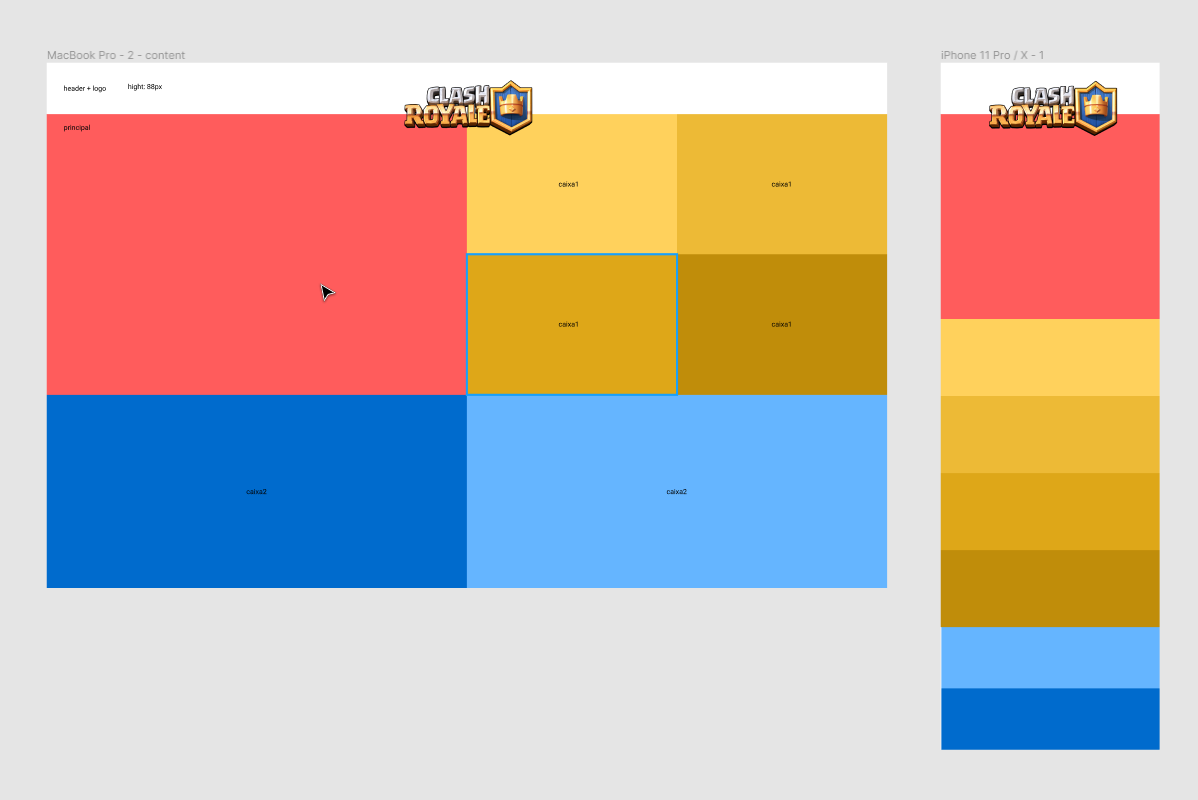 MacBook Pro - 2 - content
iPhone 11 Pro / X - 1
header + logo
hight: 88px
CLASH
ROYALE
CLASH
ROYALE
principal
caixa1
caixa1
caixa1
caixa1
caixa2
caixa2